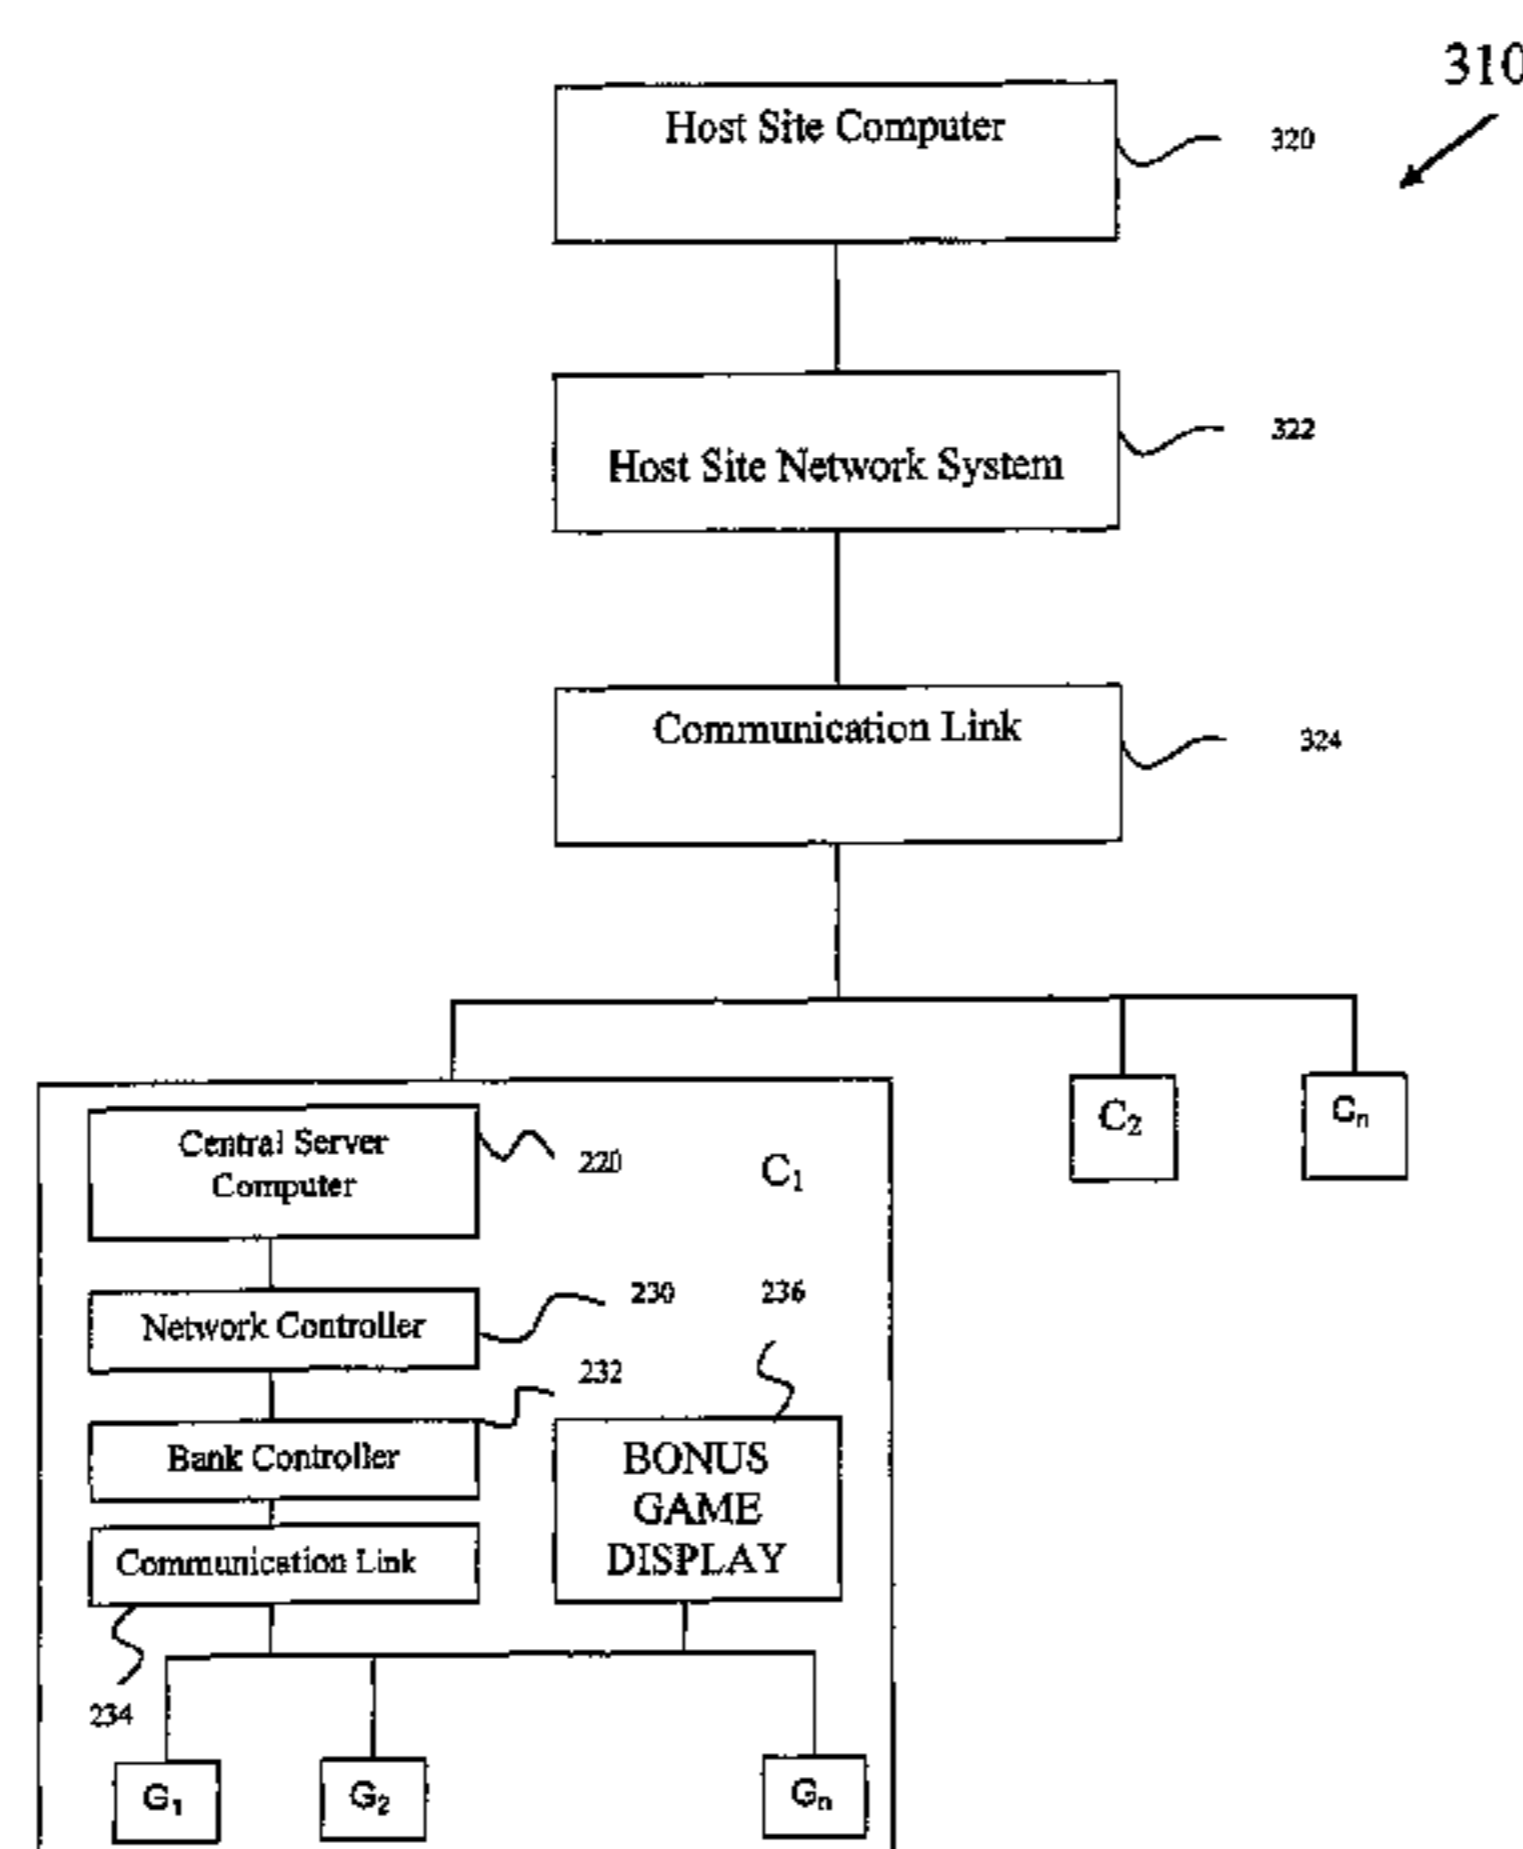 310
Host Site Computer
320
322
Host Site Network System
Communication Link
324
C2
Cn
Central Server
Computer
220
C1
230
236
Network Controller
232
Bank Controller
BONUS
GAME
DISPLAY
Communication Link
234
G1
G2
Gn